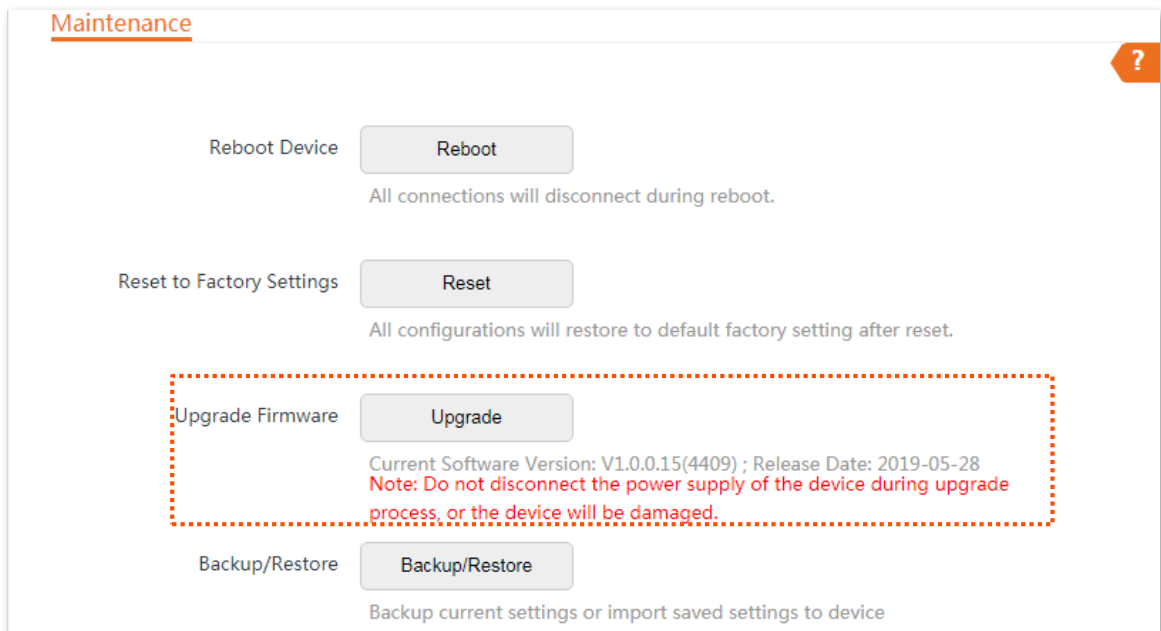 Maintenance
?
Reboot Device
Reboot
All connections will disconnect during reboot.
Reset to Factory Settings
Reset
All configurations will restore to default factory setting after reset.
Upgrade Firmware
Upgrade
Current Software Version: V1.0.0.15(4409) ; Release Date: 2019-05-28
Note: Do not disconnect the power supply of the device during upgrade
process, or the device will be damaged.
Backup/Restore
Backup/Restore
Backup current settings or import saved settings to device